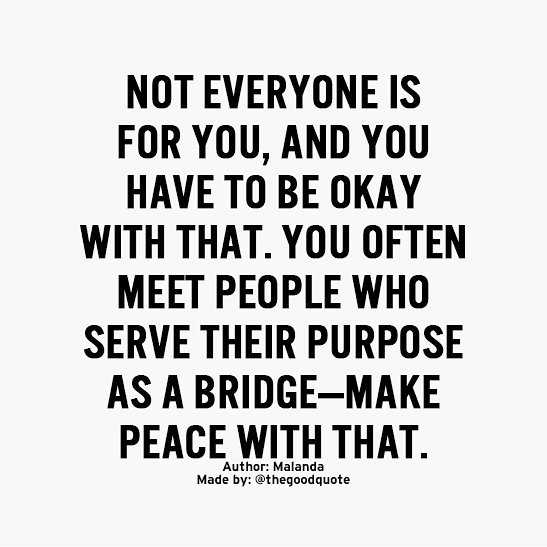 NOT EVERYONE IS
FOR YOU, AND YOU
HAVE TO BE OKAY
WITH THAT. YOU OFTEN
MEET PEOPLE WHO
SERVE THEIR PURPOSE
AS A BRIDGE—MAKE
PEACE WITH THAT.
Author: Malanda
Made by: @thegoodquote